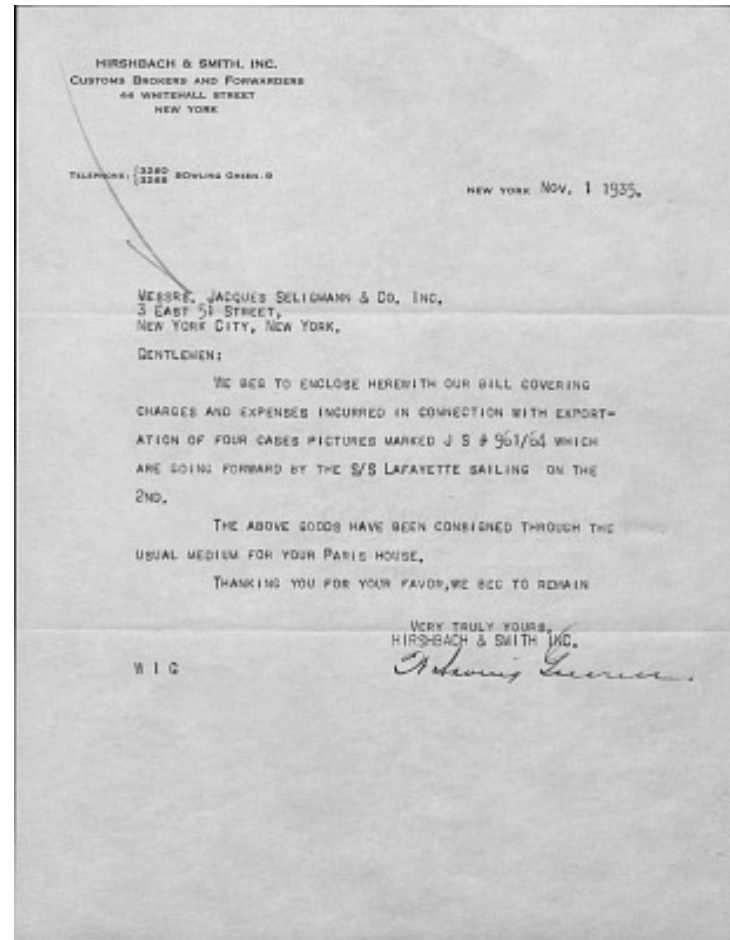 HIRSHBACH & SMITH, INC.
CUSTOMS BROKERS AND FORWARDERS
44 WHITEHALL STREET
NEW YORK
TELEPHONE: {3260 3268 BOWLING GREEN. 9
NEW YORK Nov. 1 1935.
MESSRS. JACQUES SELIGMANN & CO. INC.
3 EAST 51 STREET,
NEW YORK CITY, NEW YORK.
GENTLEMEN:
WE BEG TO ENCLOSE HEREWITH OUR BILL COVERING
CHARGES AND EXPENSES INCURRED IN CONNECTION WITH EXPORT-
ATION OF FOUR CASES PICTURES MARKED J S # 961/64 WHICH
ARE GOING FORWARD BY THE S/S LAFAYETTE SAILING ON THE
2ND.
THE ABOVE GOODS HAVE BEEN CONSIGNED THROUGH THE
USUAL MEDIUM FOR YOUR PARIS HOUSE.
THANKING YOU FOR YOUR FAVOR,WE BEG TO REMAIN
VERY TRULY YOURS,
HIRSHBACH & SMITH INC.
W I G